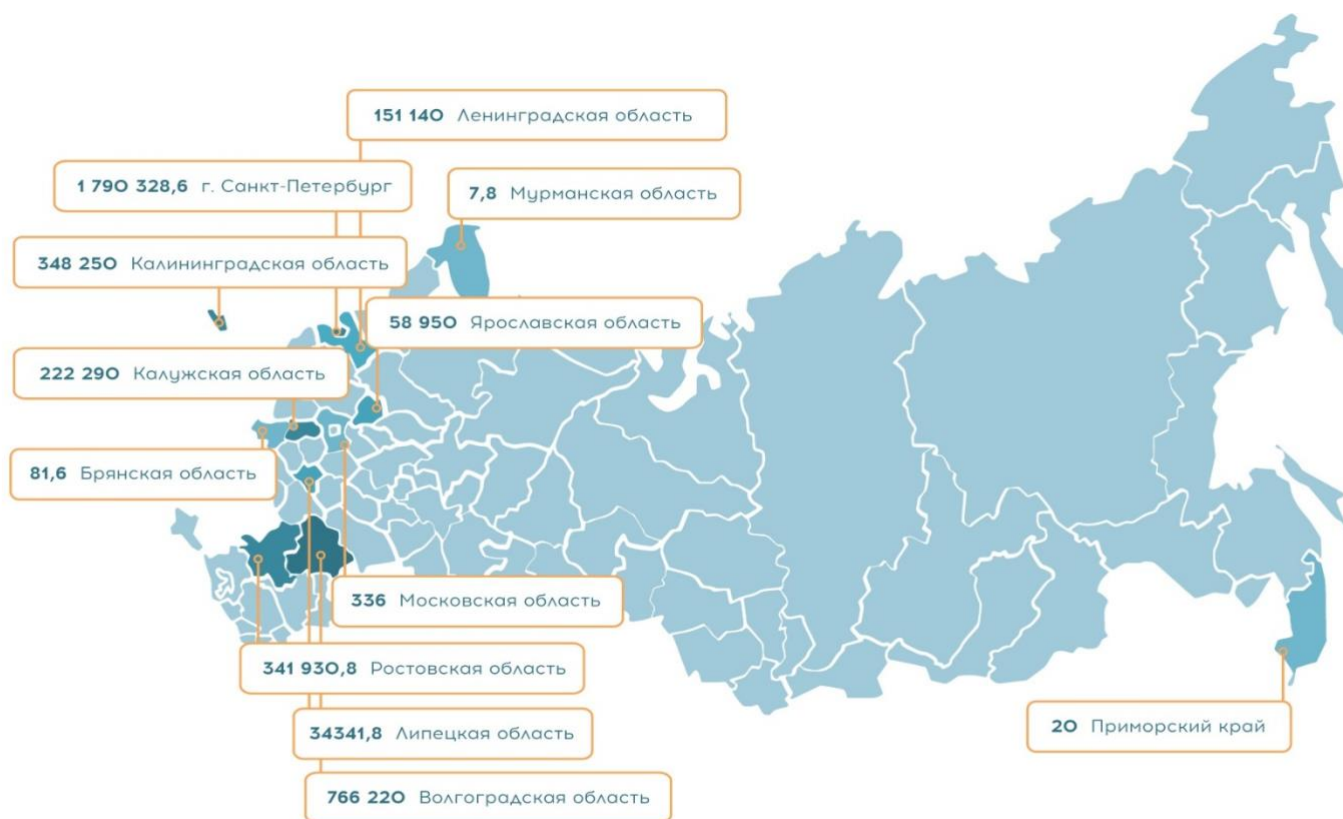 151 140 Ленинградская область
1 790 328,6 г. Санкт-Петербург
7,8 Мурманская область
348 250 Калининградская область
58 950 Ярославская область
222 290 Калужская область
81,6 Брянская область
336 Московская область
341 930,8 Ростовская область
34341,8 Липецкая область
20 Приморский край
766 220 Волгоградская область